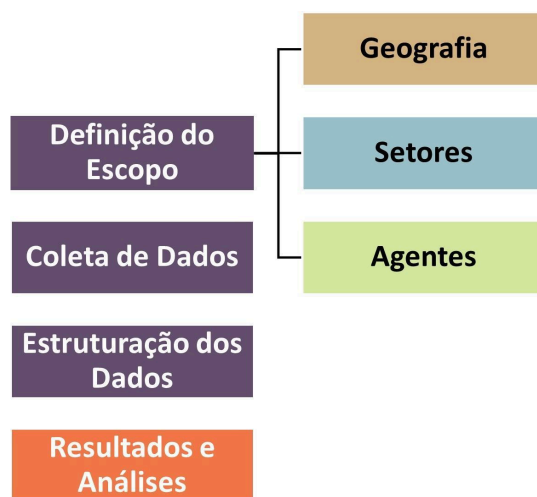 Geografia
Definição do
Escopo
Setores
Coleta de Dados
Agentes
Estruturação dos
Dados
Resultados e
Análises